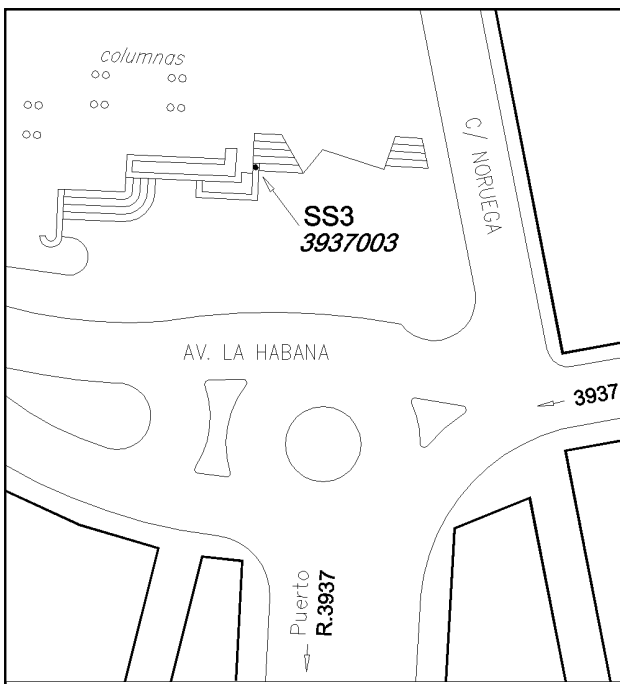 columnas
C/ NORUEGA
SS3
3937003
AV. LA HABANA
3937
Puerto
R.3937